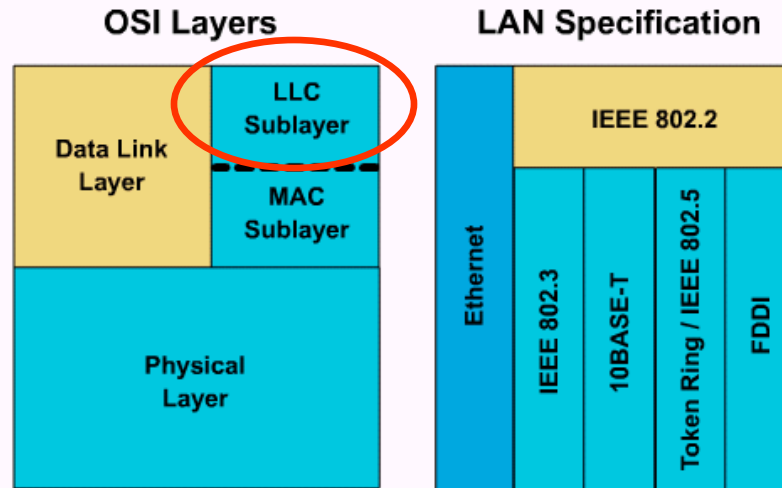 OSI Layers
LAN Specification
Data Link
Layer
LLC
Sublayer
MAC
Sublayer
Physical
Layer
Ethernet
IEEE 802.2
IEEE 802.3
10BASE-T
Token Ring / IEEE 802.5
FDDI